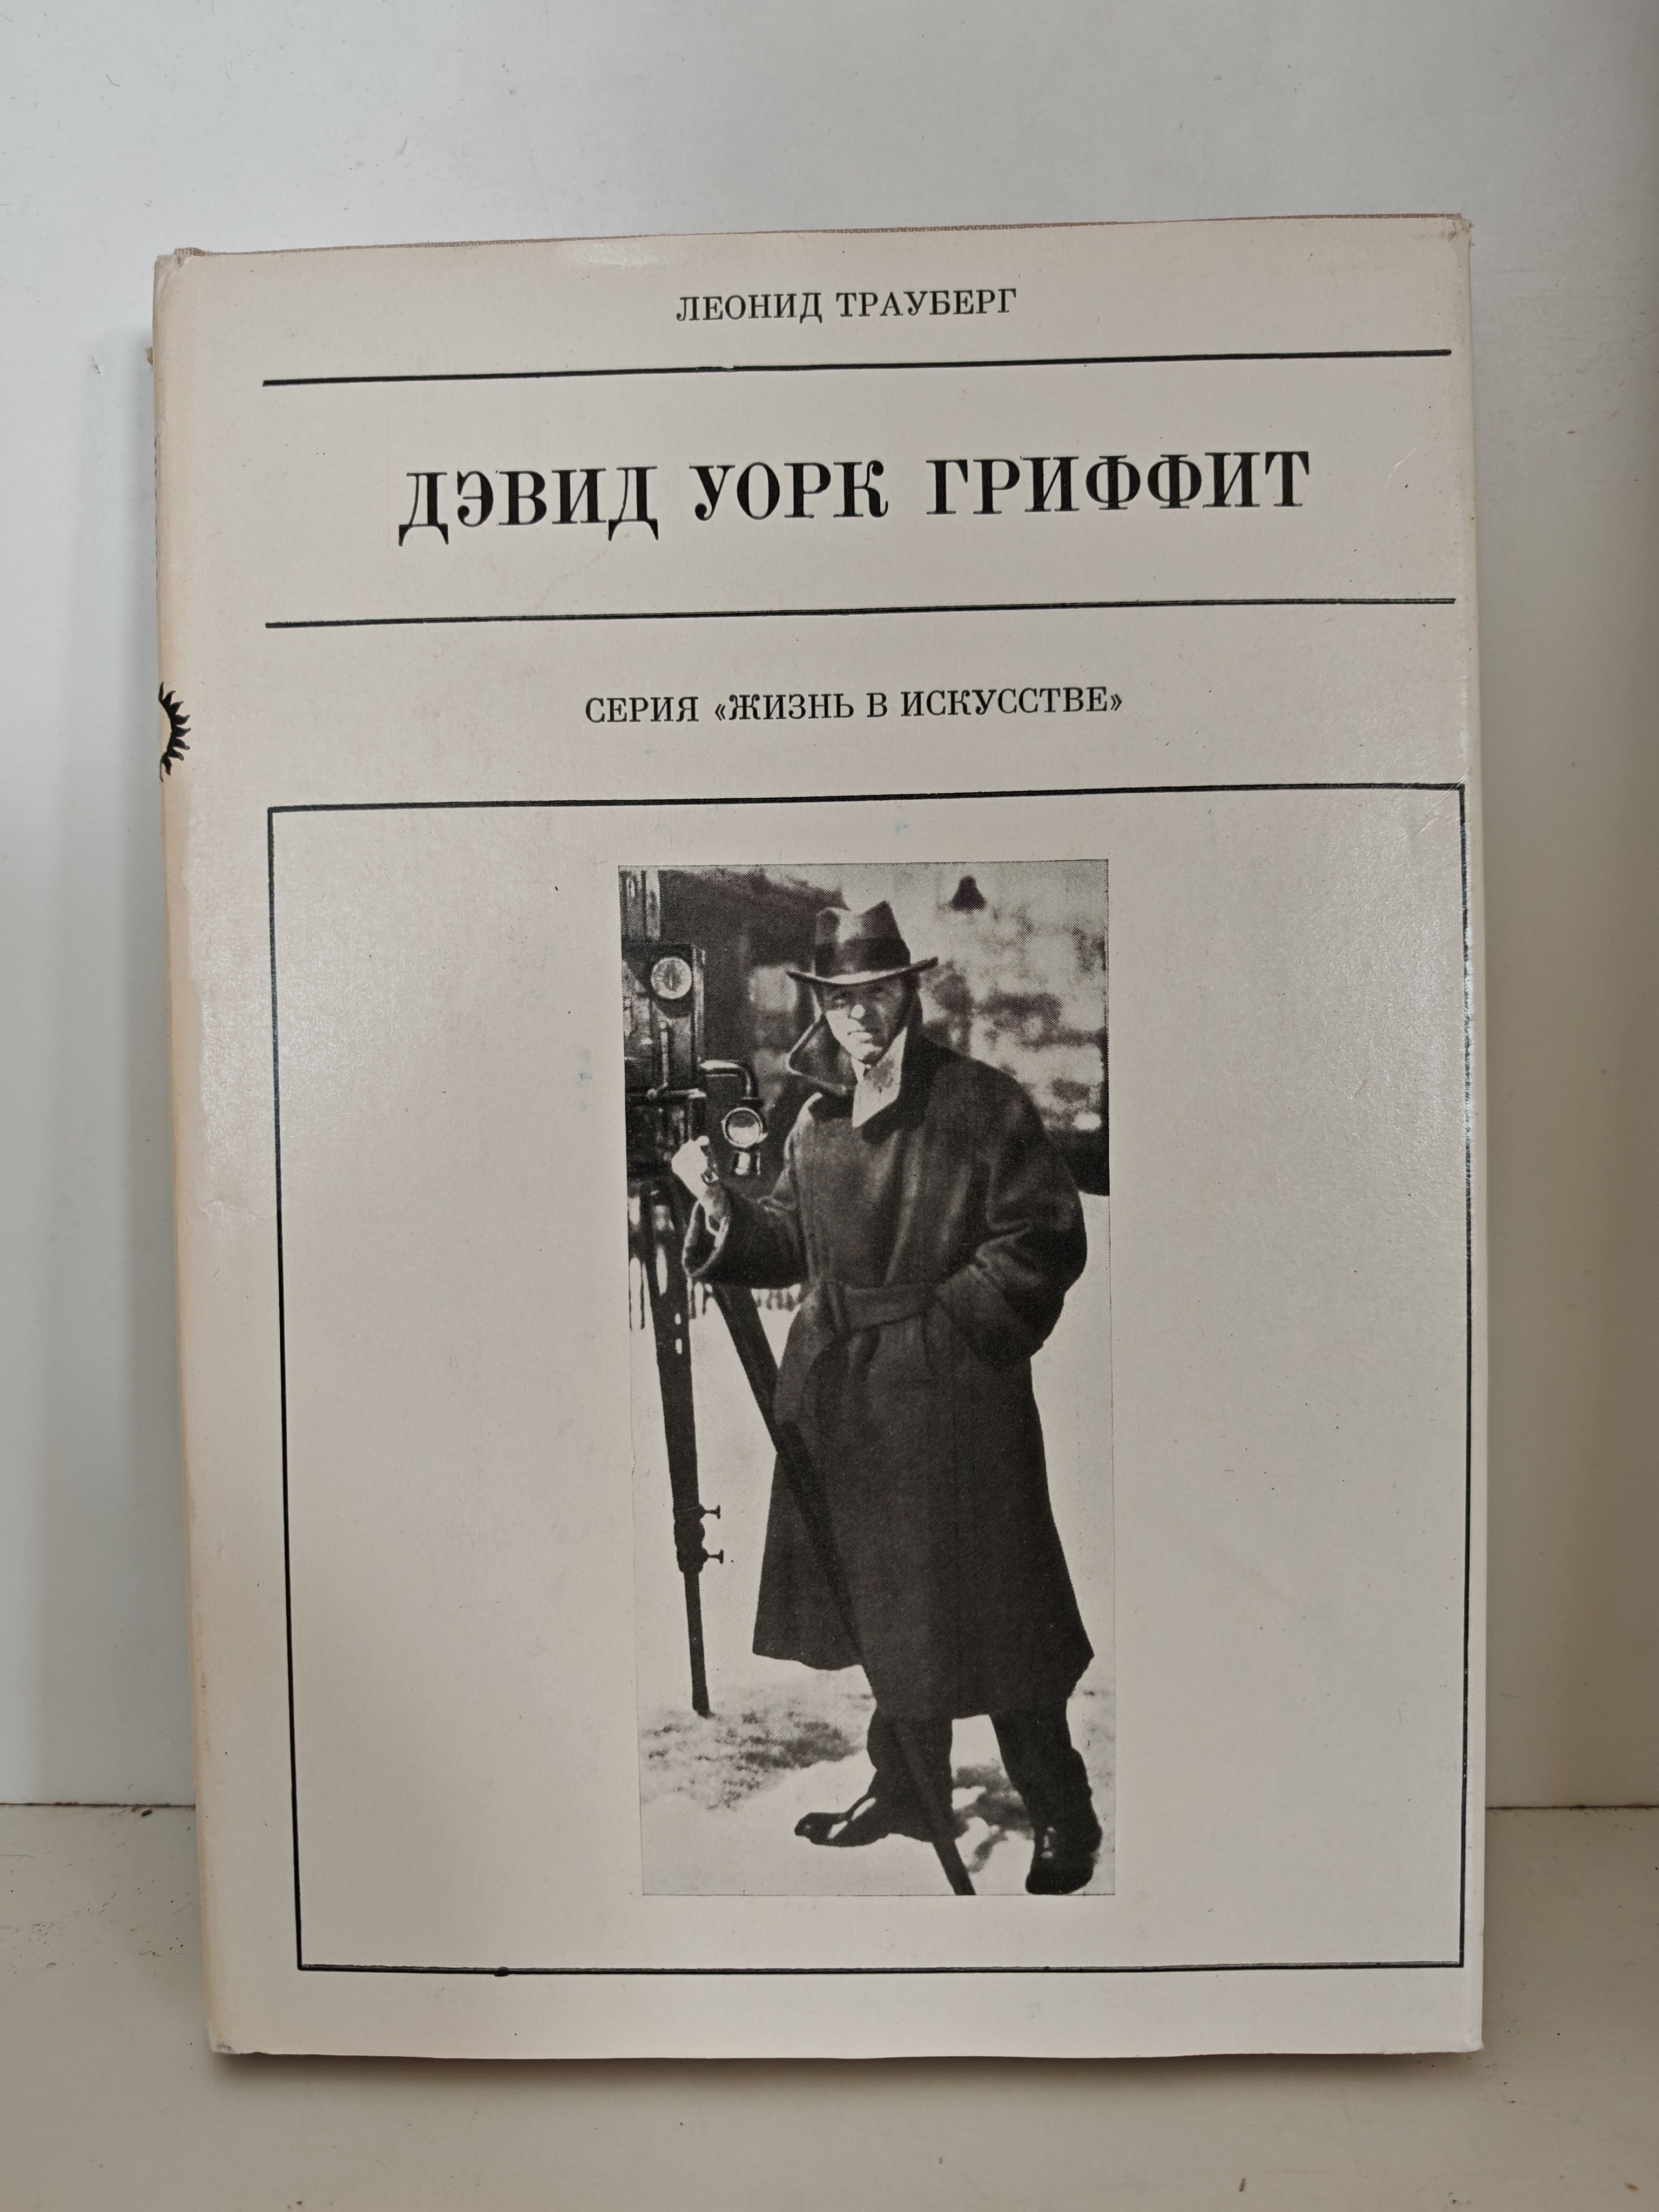 ЛЕОНИД ТРАУБЕРГ
ДЭВИД УОРК ГРИФФИТ
СЕРИЯ «ЖИЗНЬ В ИСКУССТВЕ»